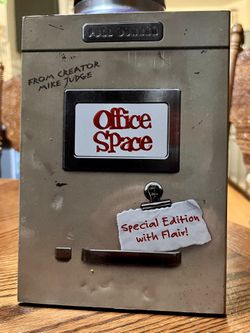 FROM CREATOR
MIKE JUDGE
Office
Space
Special Edition
with Flair!